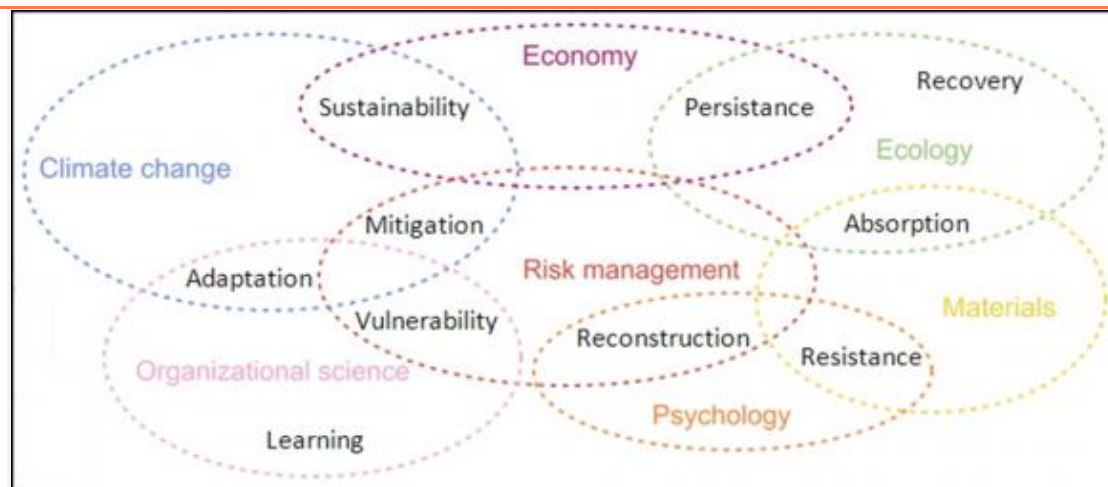 Economy
Recovery
Sustainability
Persistance
Ecology
Climate change
Mitigation
Absorption
Adaptation
Risk management
Materials
Vulnerability
Reconstruction
Resistance
Organizational science
Psychology
Learning